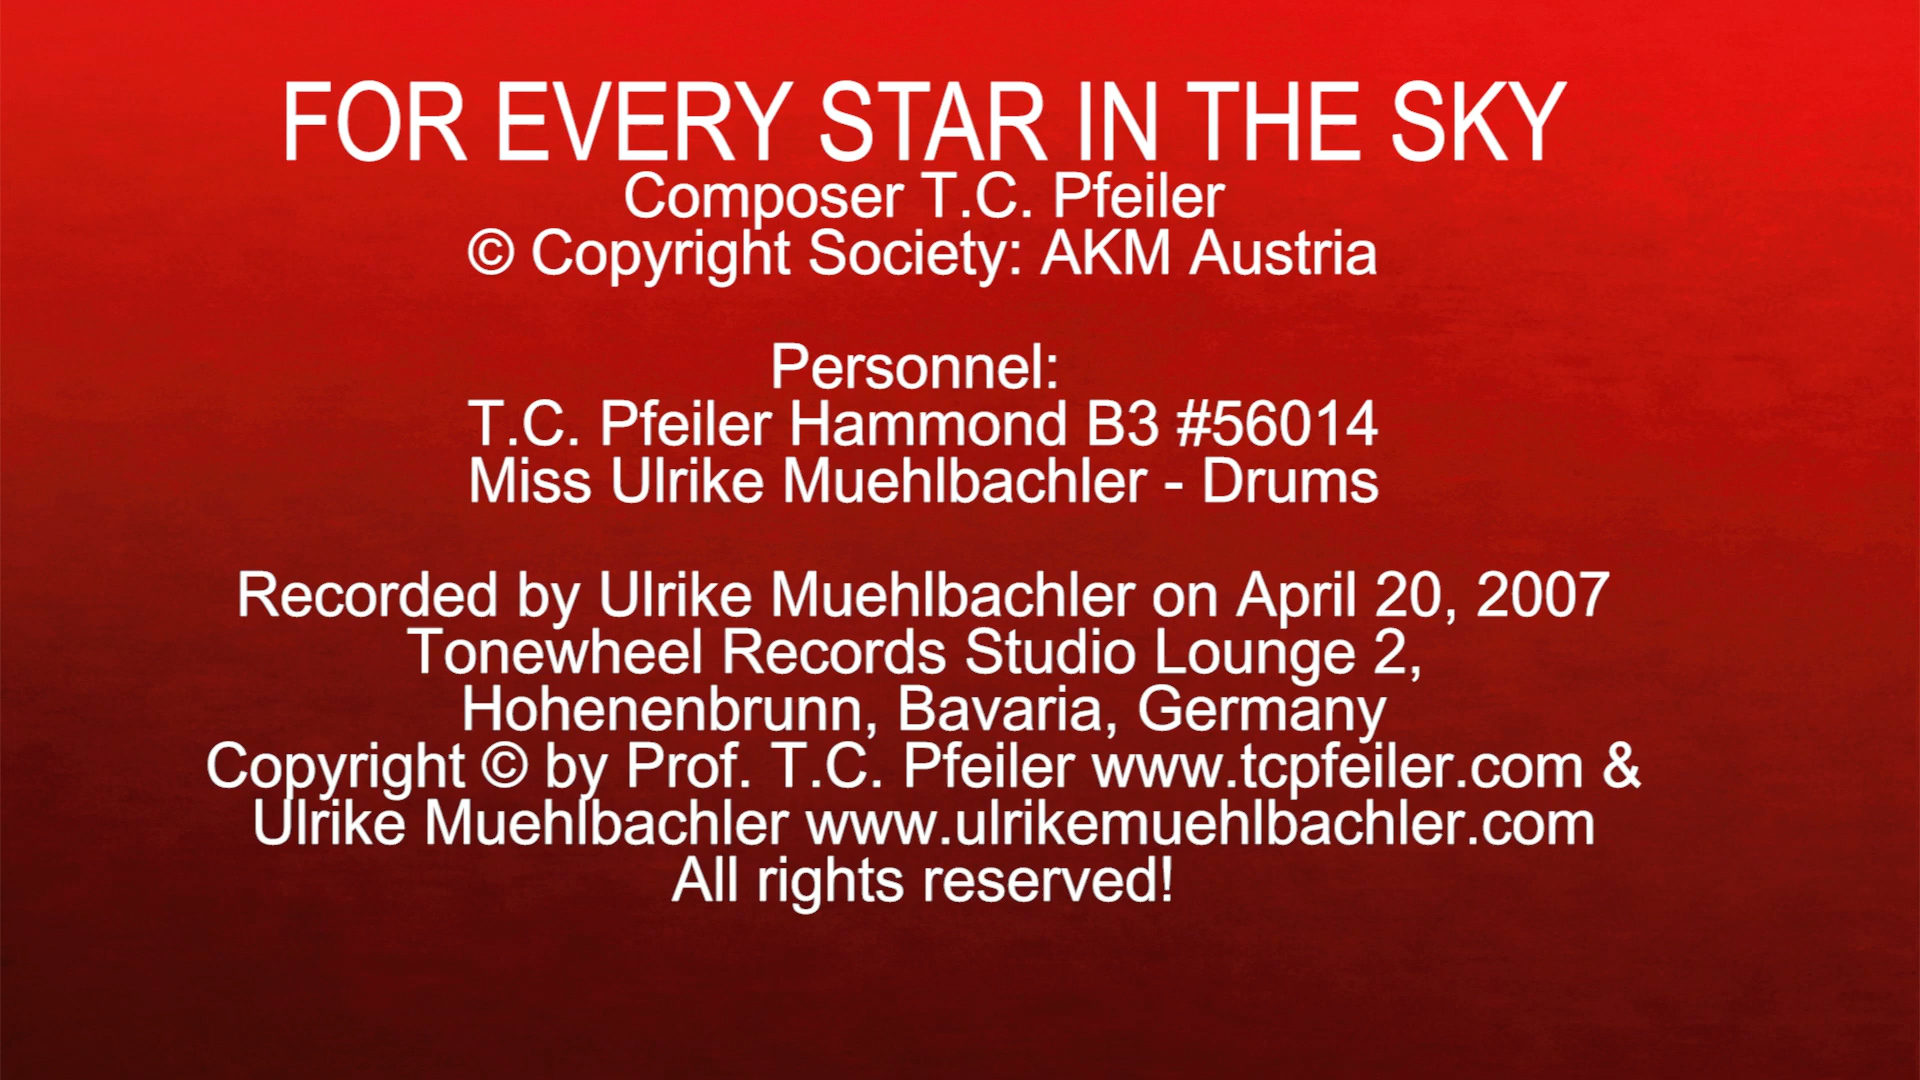 FOR EVERY STAR IN THE SKY
Composer T.C. Pfeiler
© Copyright Society: AKM Austria
Personnel:
T.C. Pfeiler Hammond B3 #56014
Miss Ulrike Muehlbachler - Drums
Recorded by Ulrike Muehlbachler on April 20, 2007
Tonewheel Records Studio Lounge 2,
Hohenenbrunn, Bavaria, Germany
Copyright © by Prof. T.C. Pfeiler www.tcpfeiler.com &
Ulrike Muehlbachler www.ulrikemuehlbachler.com
All rights reserved!